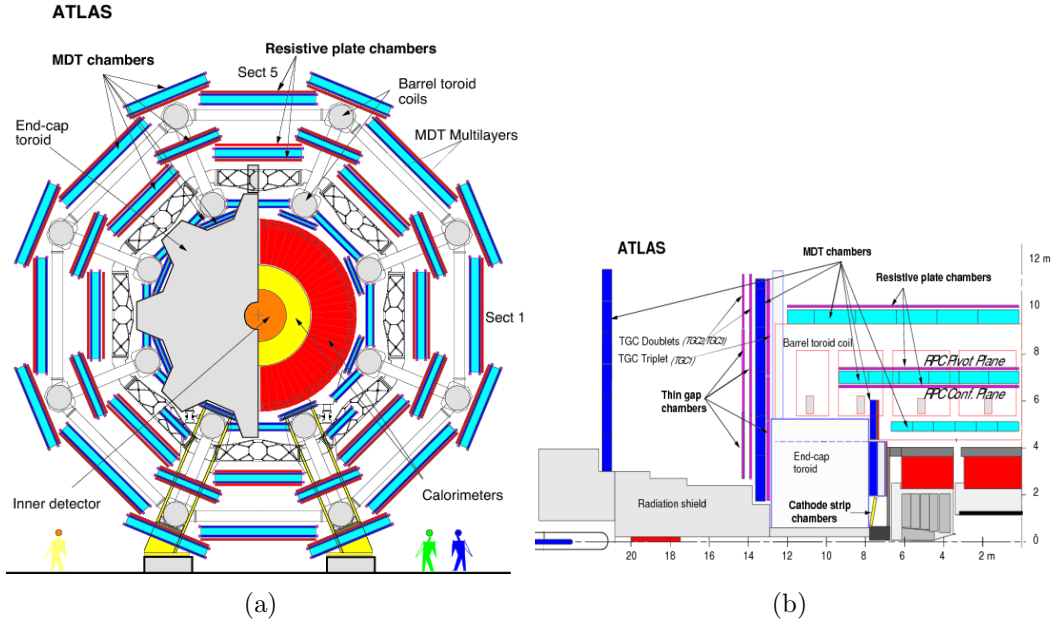 ATLAS
MDT chambers
Resistive plate chambers
Sect 5
Barrel toroid
coils
End-cap
toroid
MDT Multilayers
Sect 1
Inner detector
Calorimeters
(a)
ATLAS
MDT chambers
12 m
Resistive plate chambers
10
TGC Doublets (TGC2,TGC3)
TGC Triplet (TGC1)
Barrel toroid coil
8
RPC Pivot Plane
Thin gap
chambers
6
RPC Conf. Plane
4
End-cap
toroid
2
Radiation shield
Cathode strip
chambers
0
20 18 16 14 12 10 8 6 4 2 m
(b)